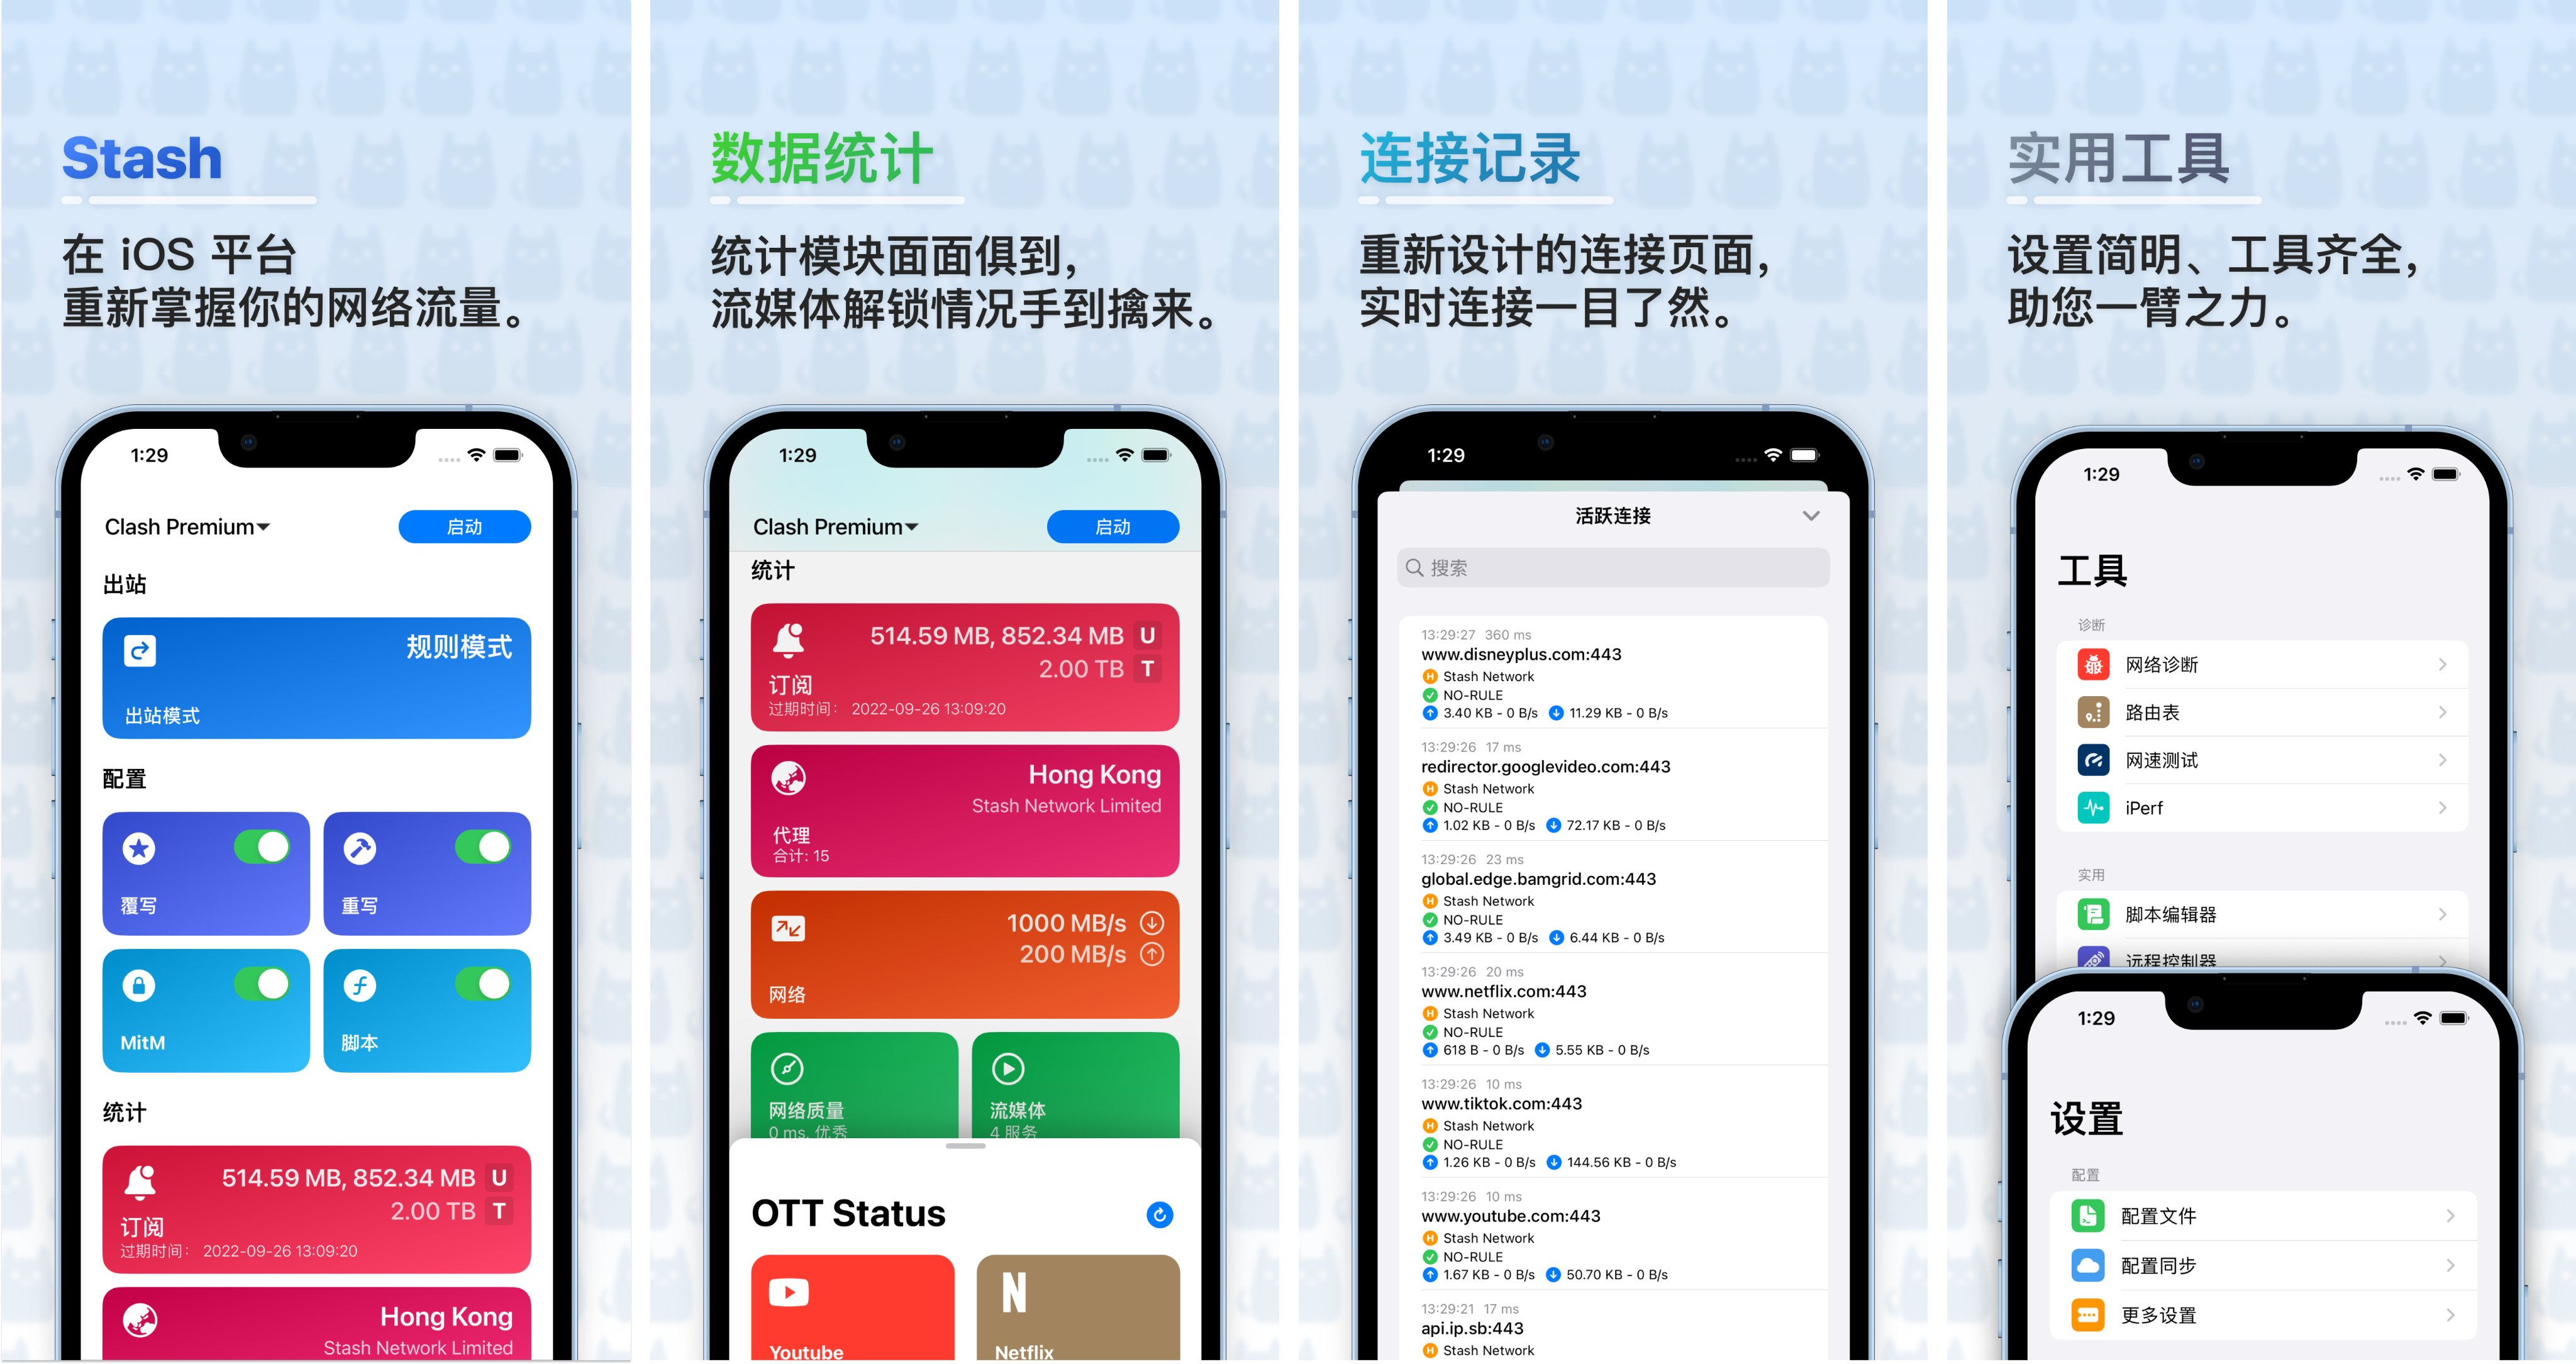 Stash
在 iOS 平台
重新掌握你的网络流量。
1:29
Clash Premium
启动
出站
规则模式
出站模式
配置
覆写
重写
MitM
脚本
统计
514.59 MB, 852.34 MB U
2.00 TB T
订阅
过期时间： 2022-09-26 13:09:20
Hong Kong
Stash Network Limited
数据统计
统计模块面面俱到，
流媒体解锁情况手到擒来。
1:29
Clash Premium
启动
统计
514.59 MB, 852.34 MB U
2.00 TB T
订阅
过期时间： 2022-09-26 13:09:20
Hong Kong
Stash Network Limited
代理
合计: 15
1000 MB/s
200 MB/s
网络
网络质量
0 ms, 优秀
流媒体
4 服务
OTT Status
Youtube
Netflix
连接记录
重新设计的连接页面，
实时连接一目了然。
1:29
活跃连接
搜索
13:29:27 360 ms
www.disneyplus.com:443
H Stash Network
NO-RULE
3.40 KB - 0 B/s 11.29 KB - 0 B/s
13:29:26 17 ms
redirector.googlevideo.com:443
H Stash Network
NO-RULE
1.02 KB - 0 B/s 72.17 KB - 0 B/s
13:29:26 23 ms
global.edge.bamgrid.com:443
H Stash Network
NO-RULE
3.49 KB - 0 B/s 6.44 KB - 0 B/s
13:29:26 20 ms
www.netflix.com:443
H Stash Network
NO-RULE
618 B - 0 B/s 5.55 KB - 0 B/s
13:29:26 10 ms
www.tiktok.com:443
H Stash Network
NO-RULE
1.26 KB - 0 B/s 144.56 KB - 0 B/s
13:29:26 10 ms
www.youtube.com:443
H Stash Network
NO-RULE
1.67 KB - 0 B/s 50.70 KB - 0 B/s
13:29:21 17 ms
api.ip.sb:443
H Stash Network
实用工具
设置简明、工具齐全，
助您一臂之力。
1:29
工具
诊断
网络诊断
路由表
网速测试
iPerf
实用
脚本编辑器
远程控制器
1:29
设置
配置
配置文件
配置同步
更多设置